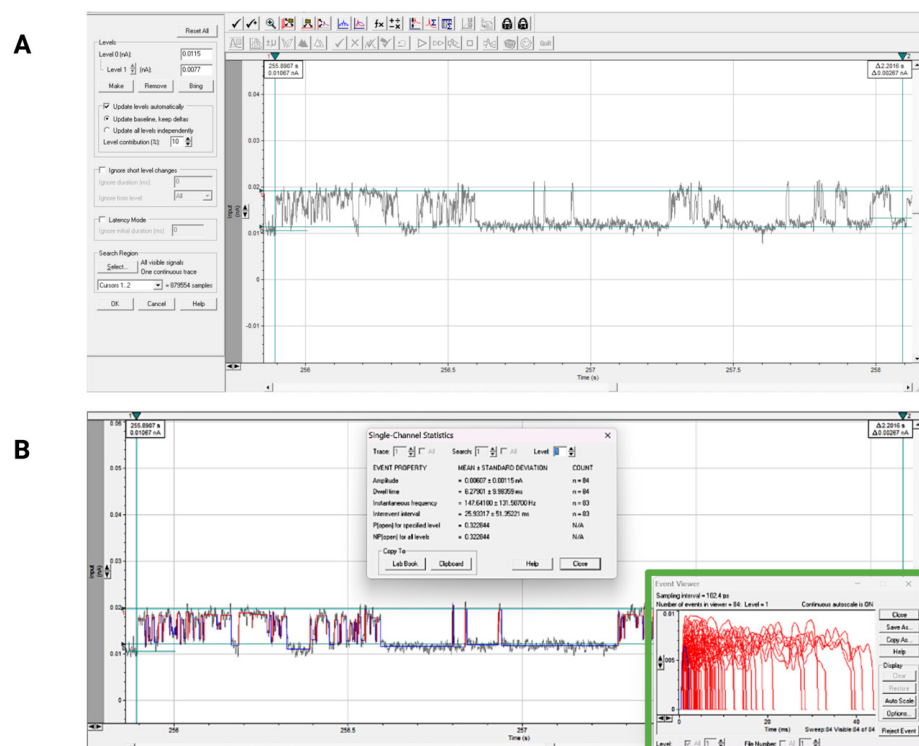 A
Reset All
Levels
Level 0 (nA): 0.0115
Level 1 (nA): 0.0077
Make Remove Bring
Update levels automatically
Update baseline, keep deltas
Update all levels independently
Level contribution (%): 10
Ignore short level changes
Ignore duration (ms): 0
Ignore from level: All
Latency Mode
Ignore initial duration (ms): 0
Search Region
Select... All visible signals
One continuous trace
Cursors 1..2 = 879554 samples
OK Cancel Help
Quit
1
2
255.8907 s
0.01067 nA
Δ2.2016 s
Δ0.00267 nA
0.04
0.03
0.02
0.01
0
-0.01
Input
(nA)
256 256.5 257 257.5 258
Time (s)
B
1
2
255.8907 s
0.01067 nA
Δ2.2016 s
Δ0.00267 nA
0.06
0.05
0.04
0.03
0.02
0.01
0
Input
(nA)
Time (s)
Single-Channel Statistics
Trace: 1 All Search: 1 All Level:
EVENT PROPERTY MEAN ± STANDARD DEVIATION COUNT
Amplitude = 0.00607 ± 0.00115 nA n = 84
Dwell time = 8.27901 ± 9.98359 ms n = 84
Instantaneous frequency = 147.64180 ± 131.58700 Hz n = 83
Interevent interval = 25.93317 ± 51.35221 ms n = 83
P(open) for specified level = 0.322844 N/A
NP(open) for all levels = 0.322844 N/A
Copy To
Lab Book Clipboard Help Close
Event Viewer
Sampling interval = 102.4 µs
Number of events in viewer = 84: Level = 1 Continuous autoscale is ON
0.01
0
0 20 40
Time (ms) Sweep:84 Visible:84 of 84
Level: All 1 File Number: All 1
Close
Save As...
Copy As...
Help
Display
Clear
Restore
Auto Scale
Options...
Reject Event